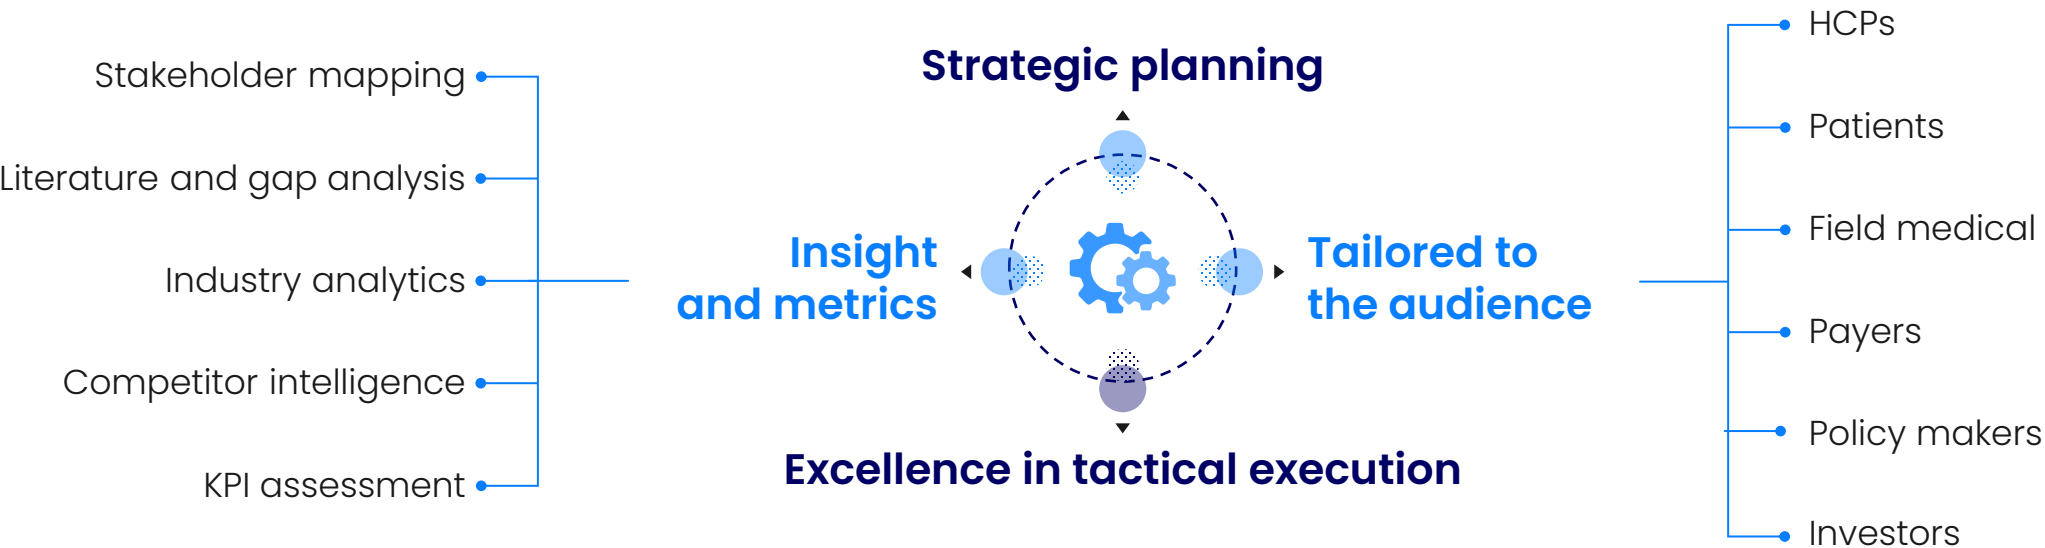 Stakeholder mapping
Literature and gap analysis
Industry analytics
Competitor intelligence
KPI assessment
Strategic planning
Insight
and metrics
Tailored to
the audience
Excellence in tactical execution
HCPs
Patients
Field medical
Payers
Policy makers
Investors